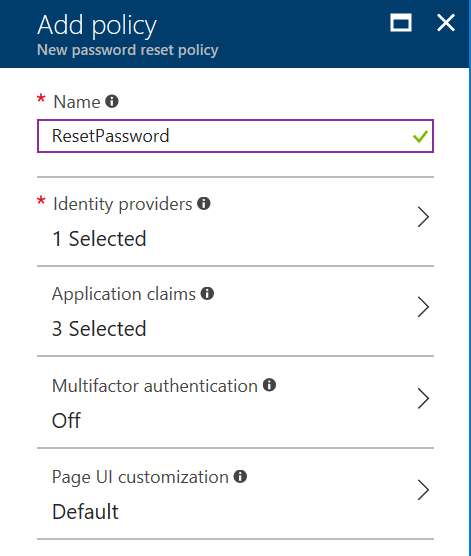 Add policy
New password reset policy
* Name
ResetPassword
* Identity providers
1 Selected
Application claims
3 Selected
Multifactor authentication
Off
Page UI customization
Default